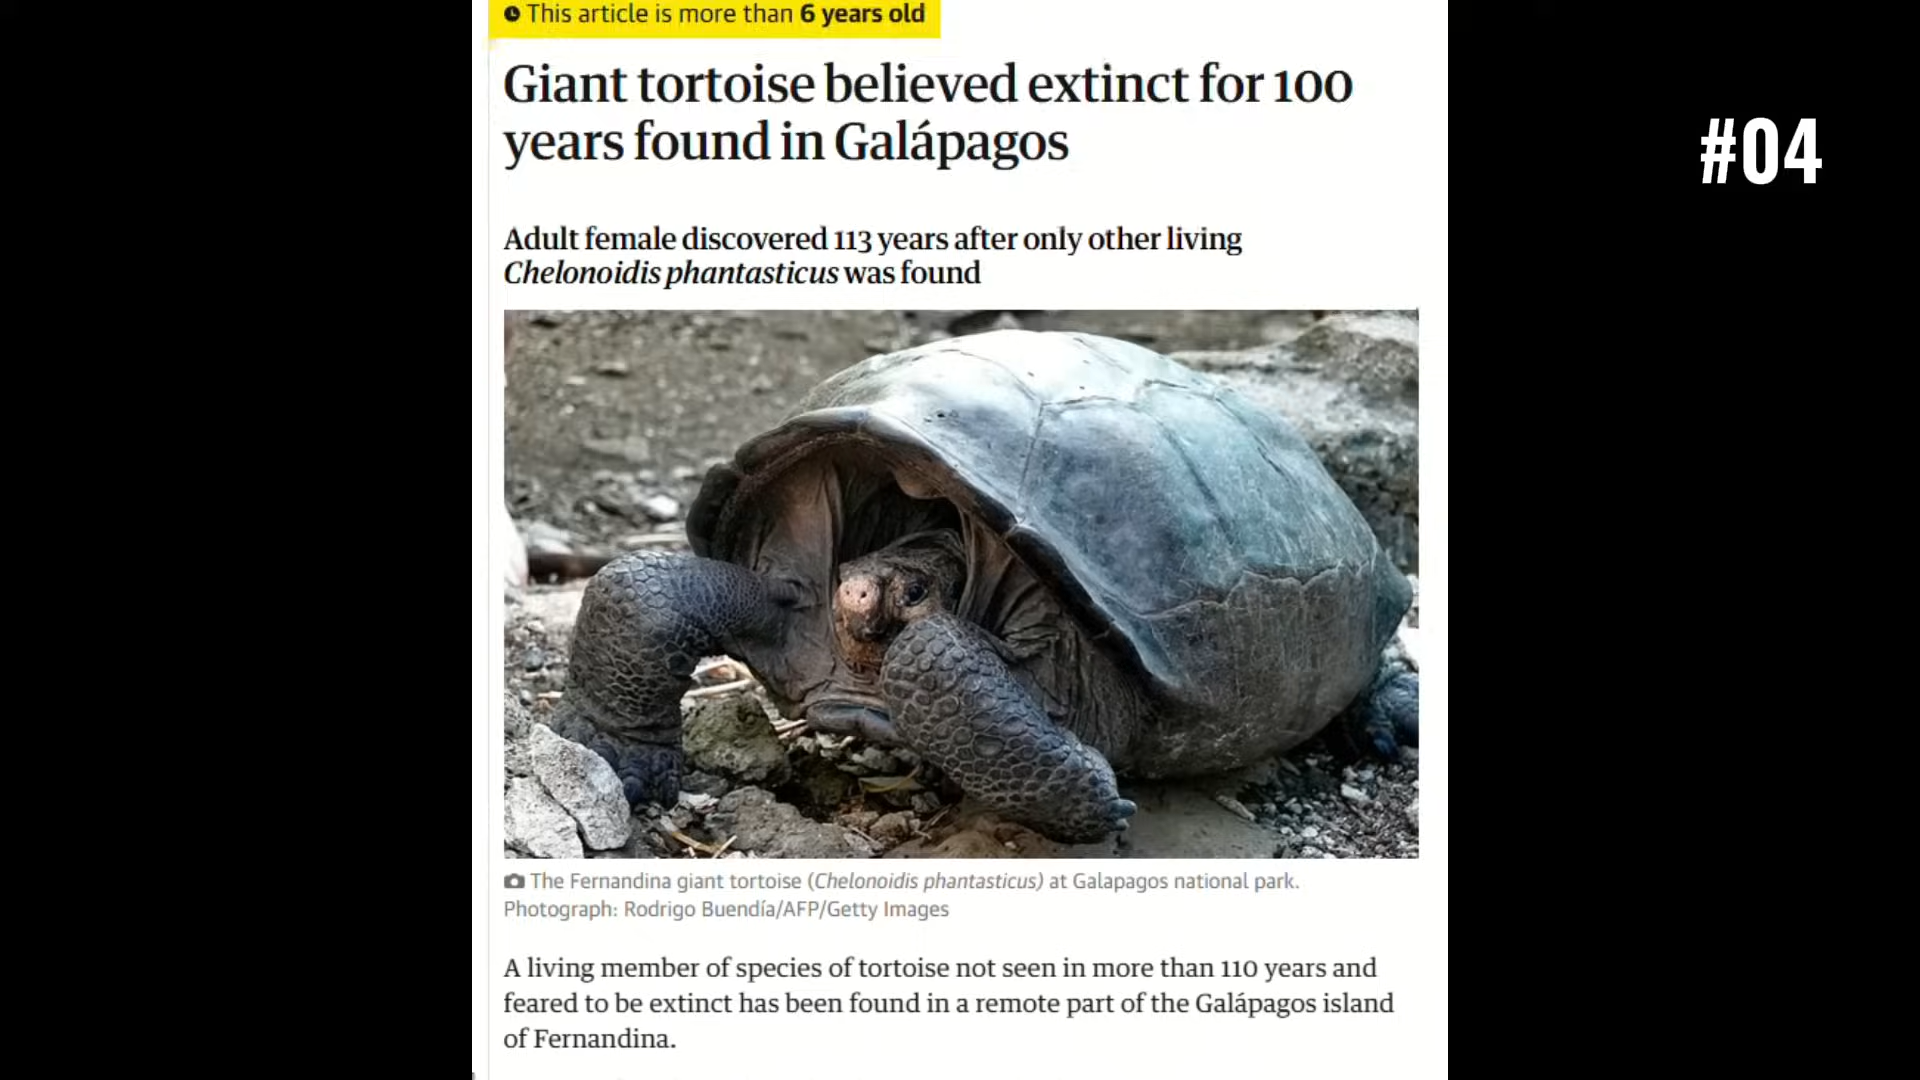 This article is more than 6 years old
Giant tortoise believed extinct for 100
years found in Galápagos
#04
Adult female discovered 113 years after only other living
Chelonoidis phantasticus was found
The Fernandina giant tortoise (Chelonoidis phantasticus) at Galapagos national park.
Photograph: Rodrigo Buendía/AFP/Getty Images
A living member of species of tortoise not seen in more than 110 years and
feared to be extinct has been found in a remote part of the Galápagos island
of Fernandina.